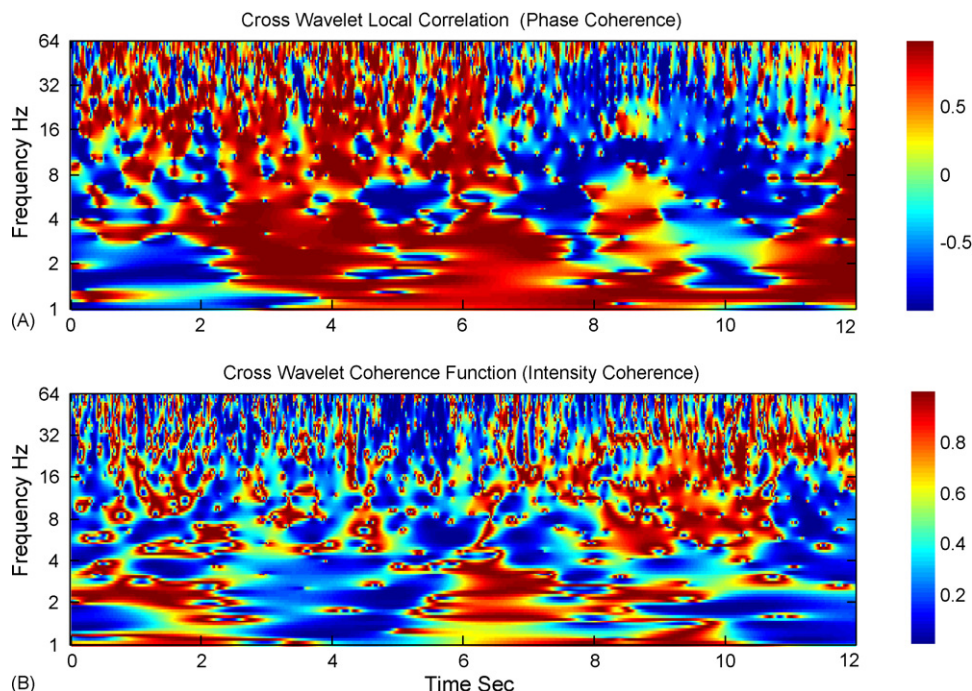 Cross Wavelet Local Correlation (Phase Coherence)
64
32
16
8
4
2
1
Frequency Hz
0 2 4 6 8 10 12
0.5
0
-0.5
(A)
Cross Wavelet Coherence Function (Intensity Coherence)
64
32
16
8
4
2
1
Frequency Hz
0 2 4 6 8 10 12
0.8
0.6
0.4
0.2
(B)
Time Sec